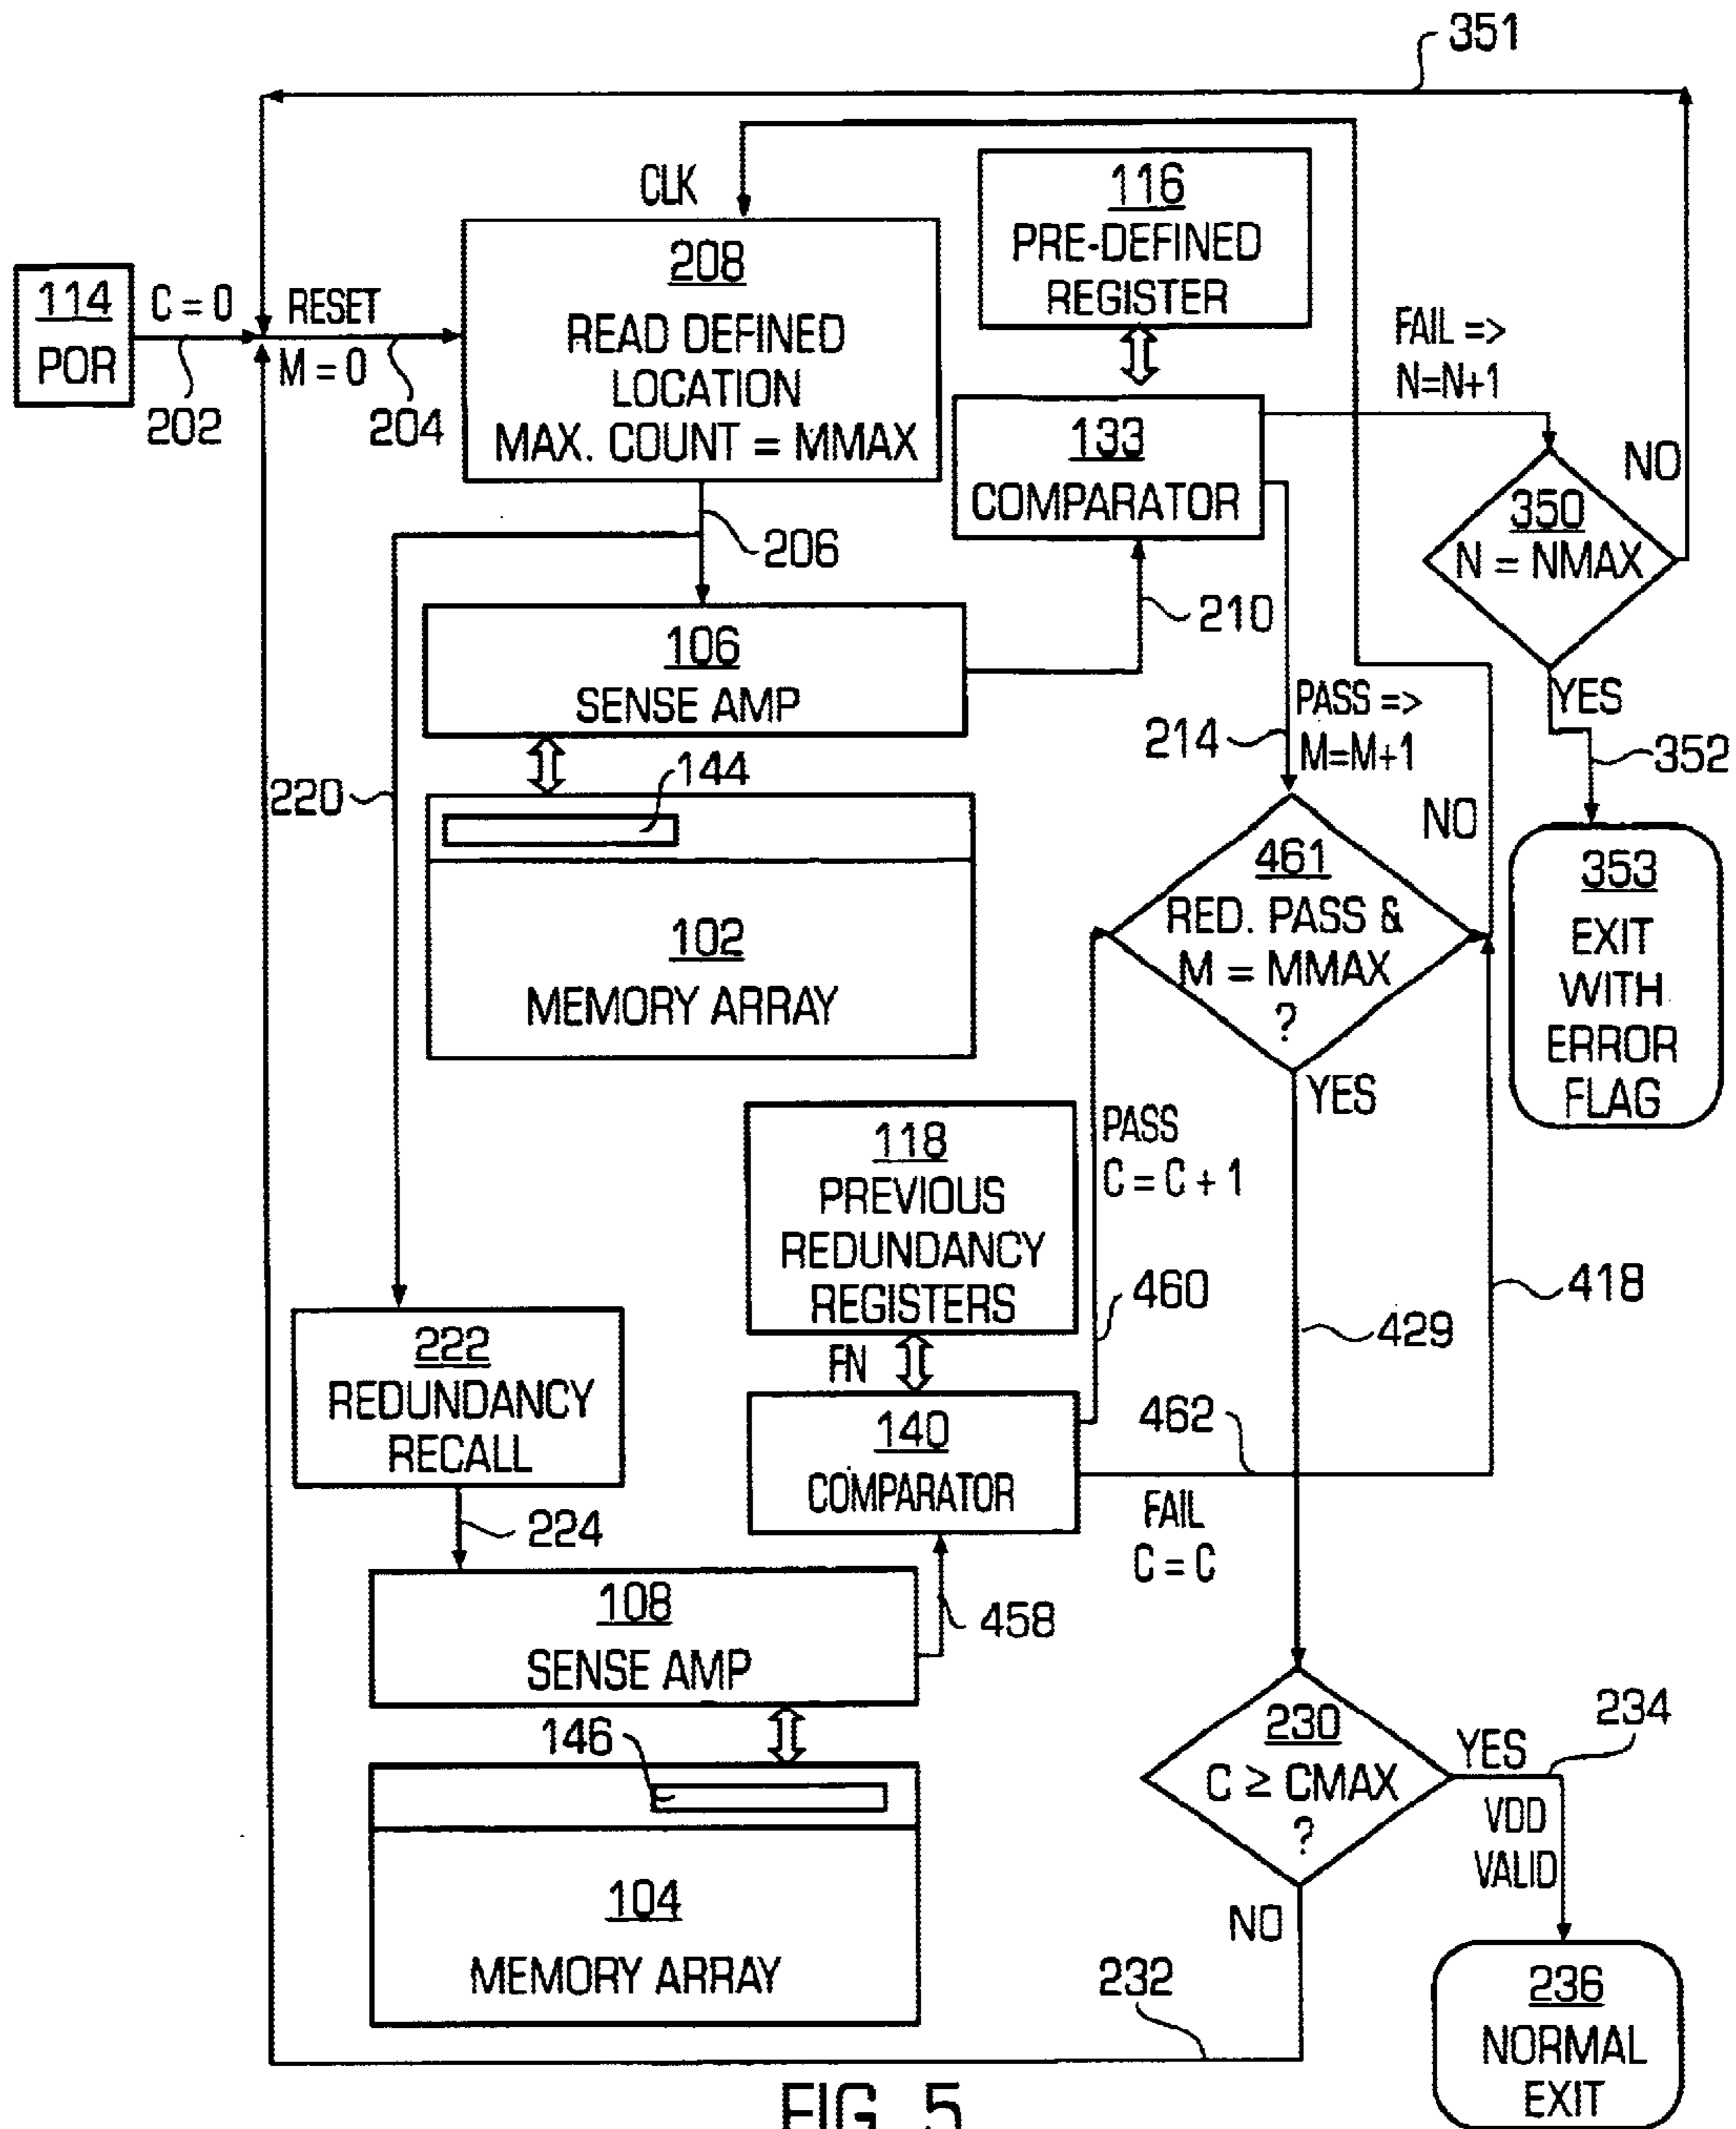 351
CLK
116
PRE-DEFINED
REGISTER
208
READ DEFINED
LOCATION
MAX. COUNT = MMAX
114
POR
C = 0
202
RESET
M = 0
204
FAIL =>
N=N+1
133
COMPARATOR
NO
350
N = NMAX
206
210
106
SENSE AMP
YES
352
PASS =>
M=M+1
214
144
220
NO
102
MEMORY ARRAY
461
RED. PASS &
M = MMAX
?
353
EXIT
WITH
ERROR
FLAG
YES
118
PREVIOUS
REDUNDANCY
REGISTERS
PASS
C = C + 1
460
418
429
222
REDUNDANCY
RECALL
FN
140
COMPARATOR
462
FAIL
C = C
224
108
SENSE AMP
458
146
230
C ≥ CMAX
?
YES
234
VDD
VALID
104
MEMORY ARRAY
NO
232
236
NORMAL
EXIT
FIG. 5